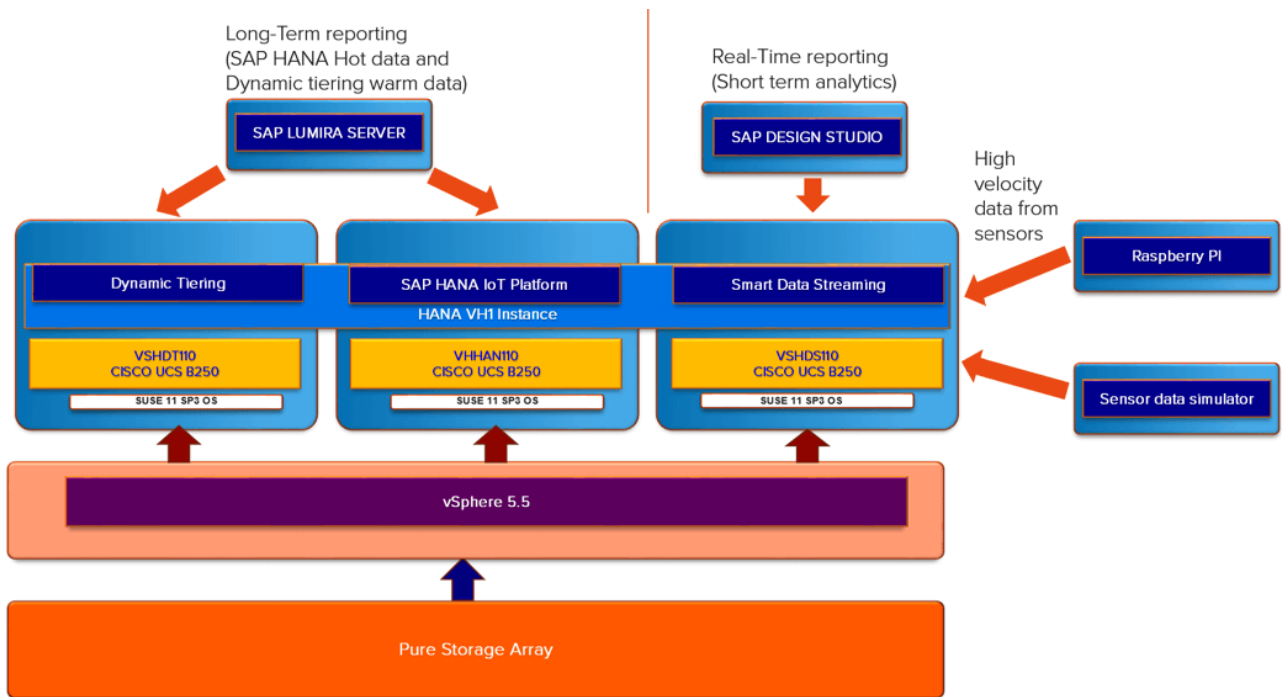 Long-Term reporting
(SAP HANA Hot data and
Dynamic tiering warm data)
Real-Time reporting
(Short term analytics)
SAP LUMIRA SERVER
SAP DESIGN STUDIO
High
velocity
data from
sensors
Raspberry PI
Dynamic Tiering
SAP HANA IoT Platform
Smart Data Streaming
HANA VH1 Instance
VSHDT110
CISCO UCS B250
SUSE 11 SP3 OS
VHHAN110
CISCO UCS B250
SUSE 11 SP3 OS
VSHDS110
CISCO UCS B250
SUSE 11 SP3 OS
Sensor data simulator
vSphere 5.5
Pure Storage Array